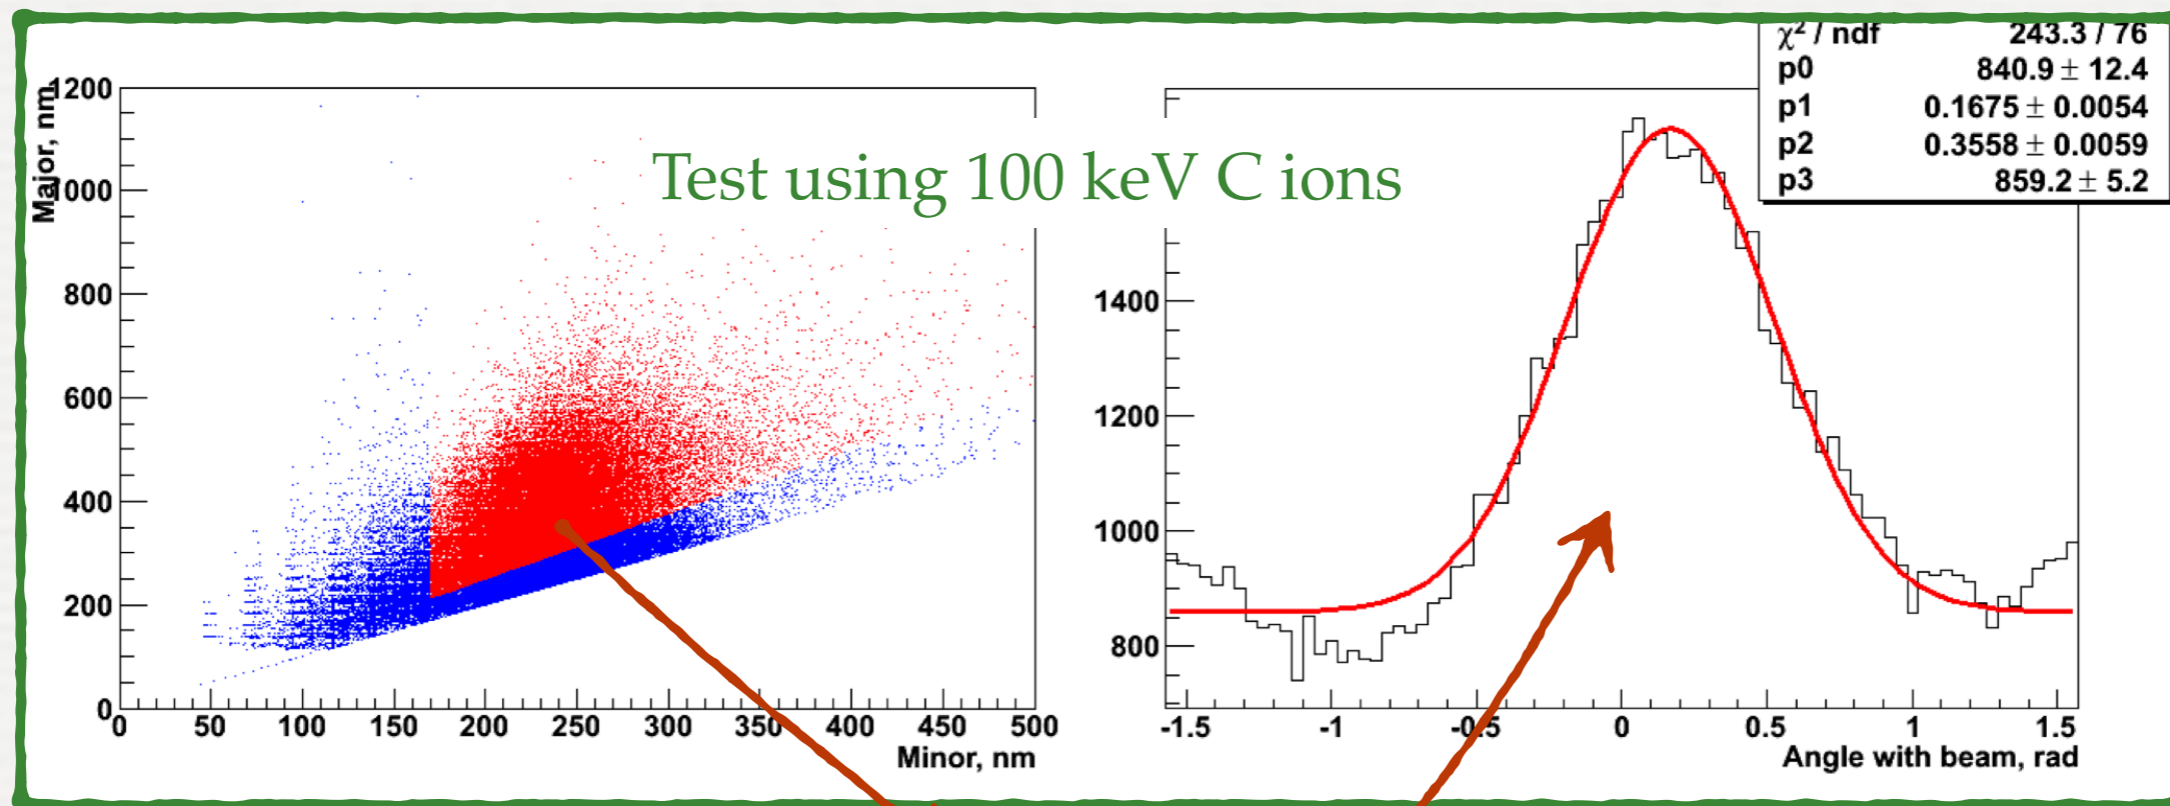 χ² / ndf 243.3 / 76
p0 840.9 ± 12.4
p1 0.1675 ± 0.0054
p2 0.3558 ± 0.0059
p3 859.2 ± 5.2
Test using 100 keV C ions
Major, nm
1200
1000
800
600
400
200
0
0 50 100 150 200 250 300 350 400 450 500
Minor, nm
1400
1200
1000
800
-1.5 -1 -0.5 0 0.5 1 1.5
Angle with beam, rad